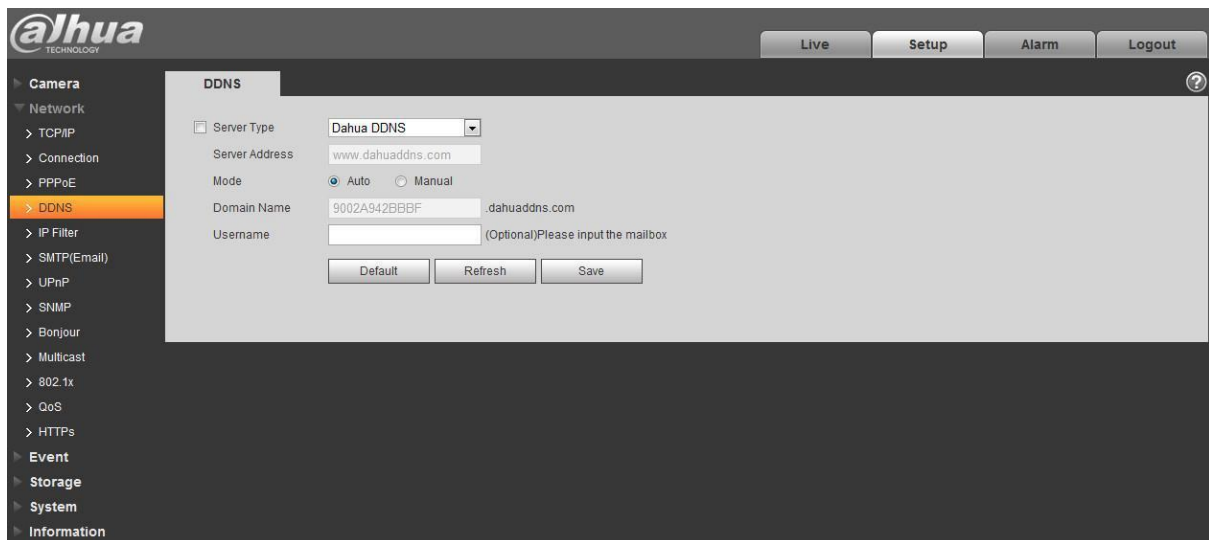 alhua
TECHNOLOGY
Live Setup Alarm Logout
Camera
Network
TCP/IP
Connection
PPPoE
DDNS
IP Filter
SMTP(Email)
UPnP
SNMP
Bonjour
Multicast
802.1x
QoS
HTTPs
Event
Storage
System
Information
DDNS
?
Server Type Dahua DDNS
Server Address www.dahuaddns.com
Mode Auto Manual
Domain Name 9002A942BBBF .dahuaddns.com
Username (Optional)Please input the mailbox
Default Refresh Save